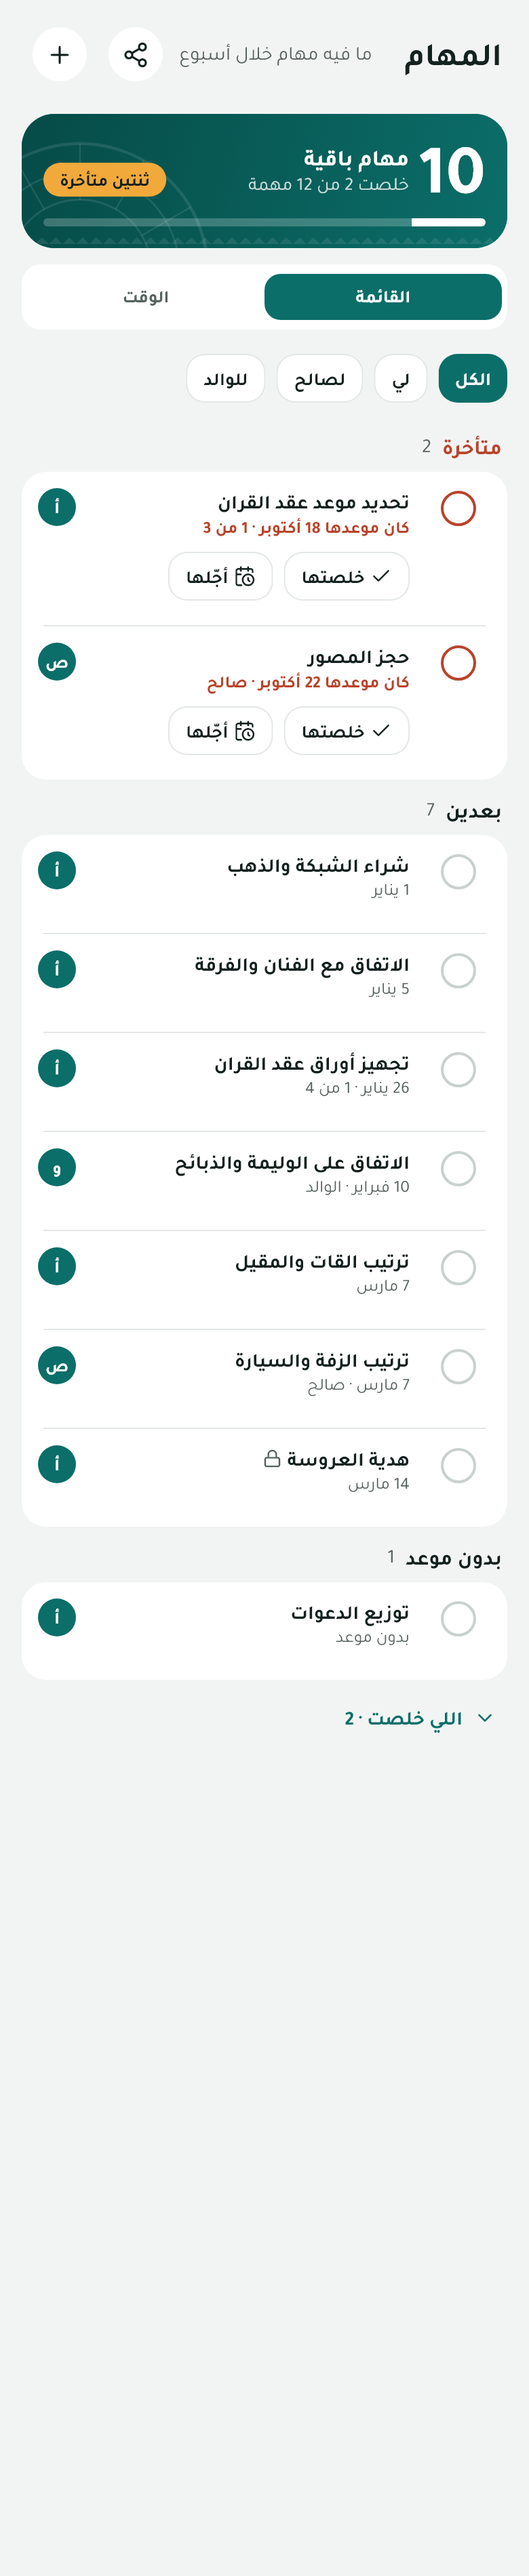 المهام
ما فيه مهام خلال أسبوع
10
مهام باقية
خلصت 2 من 12 مهمة
ثنتين متأخرة
القائمة
الوقت
الكل
لي
لصالح
للوالد
متأخرة 2
تحديد موعد عقد القران
أ
كان موعدها 18 أكتوبر · 1 من 3
خلصتها
أجّلها
حجز المصور
ص
كان موعدها 22 أكتوبر · صالح
خلصتها
أجّلها
بعدين 7
شراء الشبكة والذهب
أ
1 يناير
الاتفاق مع الفنان والفرقة
أ
5 يناير
تجهيز أوراق عقد القران
أ
26 يناير · 1 من 4
الاتفاق على الوليمة والذبائح
و
10 فبراير · الوالد
ترتيب القات والمقيل
أ
7 مارس
ترتيب الزفة والسيارة
ص
7 مارس · صالح
هدية العروسة
أ
14 مارس
بدون موعد 1
توزيع الدعوات
أ
بدون موعد
اللي خلصت · 2